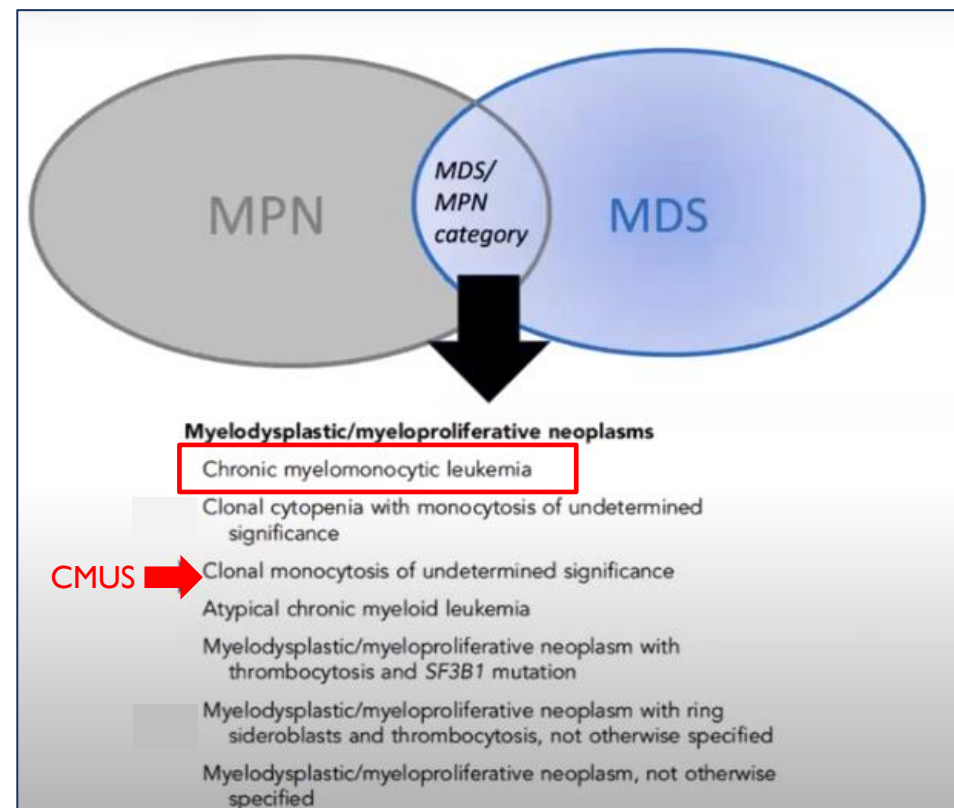 MPN
MDS/
MPN
category
MDS
Myelodysplastic/myeloproliferative neoplasms
Chronic myelomonocytic leukemia
Clonal cytopenia with monocytosis of undetermined
significance
CMUS
Clonal monocytosis of undetermined significance
Atypical chronic myeloid leukemia
Myelodysplastic/myeloproliferative neoplasm with
thrombocytosis and SF3B1 mutation
Myelodysplastic/myeloproliferative neoplasm with ring
sideroblasts and thrombocytosis, not otherwise specified
Myelodysplastic/myeloproliferative neoplasm, not otherwise
specified